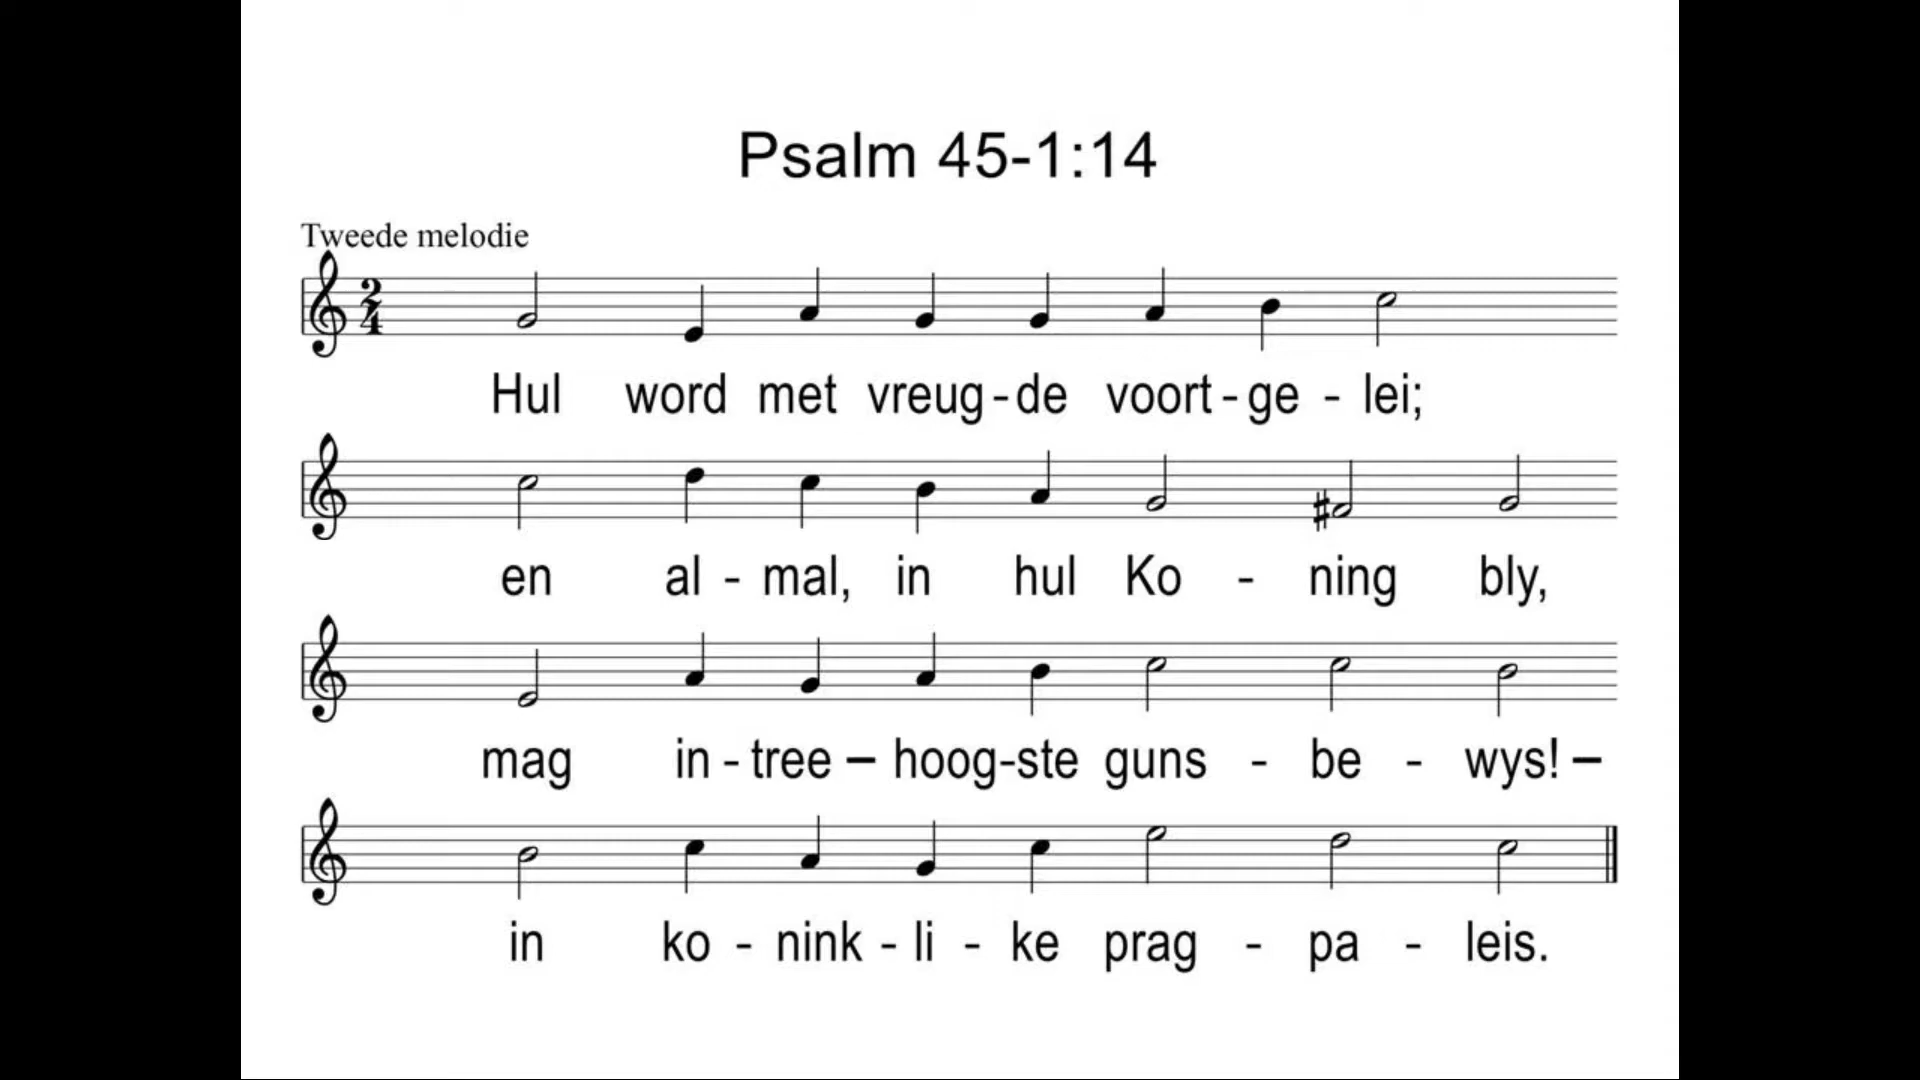 Psalm 45-1:14
Tweede melodie
2
4
Hul word met vreug-de voort-ge - lei;
en al - mal, in hul Ko - ning bly,
mag in - tree – hoog-ste guns - be - wys! –
in ko - nink - li - ke prag - pa - leis.